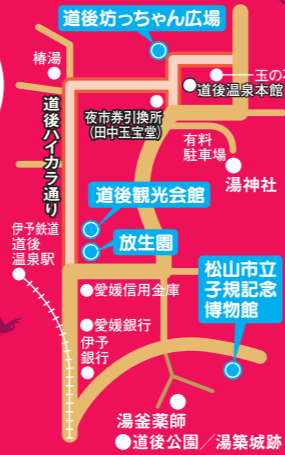 道後坊っちゃん広場
椿湯
玉の
道後温泉本館
夜市券引換所
(田中玉宝堂)
有料
駐車場
湯神社
道後ハイカラ通り
道後観光会館
放生園
伊予鉄道
道後
温泉駅
松山市立
子規記念
博物館
愛媛信用金庫
愛媛銀行
伊予
銀行
湯釜薬師
道後公園/湯築城跡